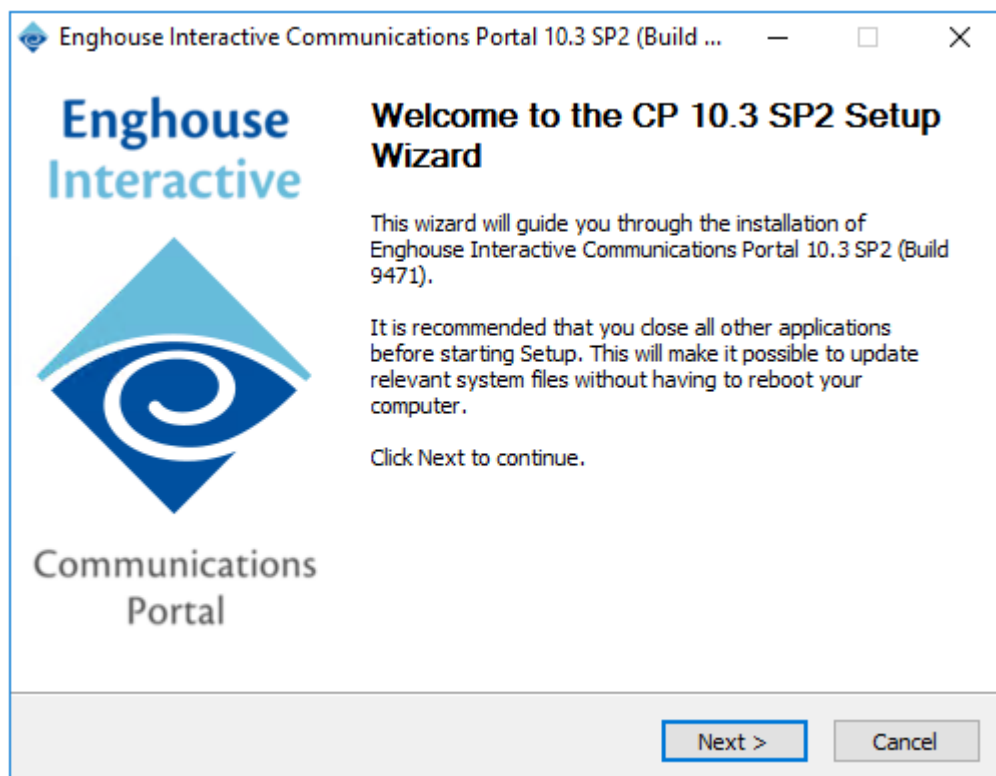 Enghouse Interactive Communications Portal 10.3 SP2 (Build ...
Enghouse
Interactive
Communications
Portal
Welcome to the CP 10.3 SP2 Setup
Wizard
This wizard will guide you through the installation of
Enghouse Interactive Communications Portal 10.3 SP2 (Build
9471).
It is recommended that you close all other applications
before starting Setup. This will make it possible to update
relevant system files without having to reboot your
computer.
Click Next to continue.
Next >
Cancel